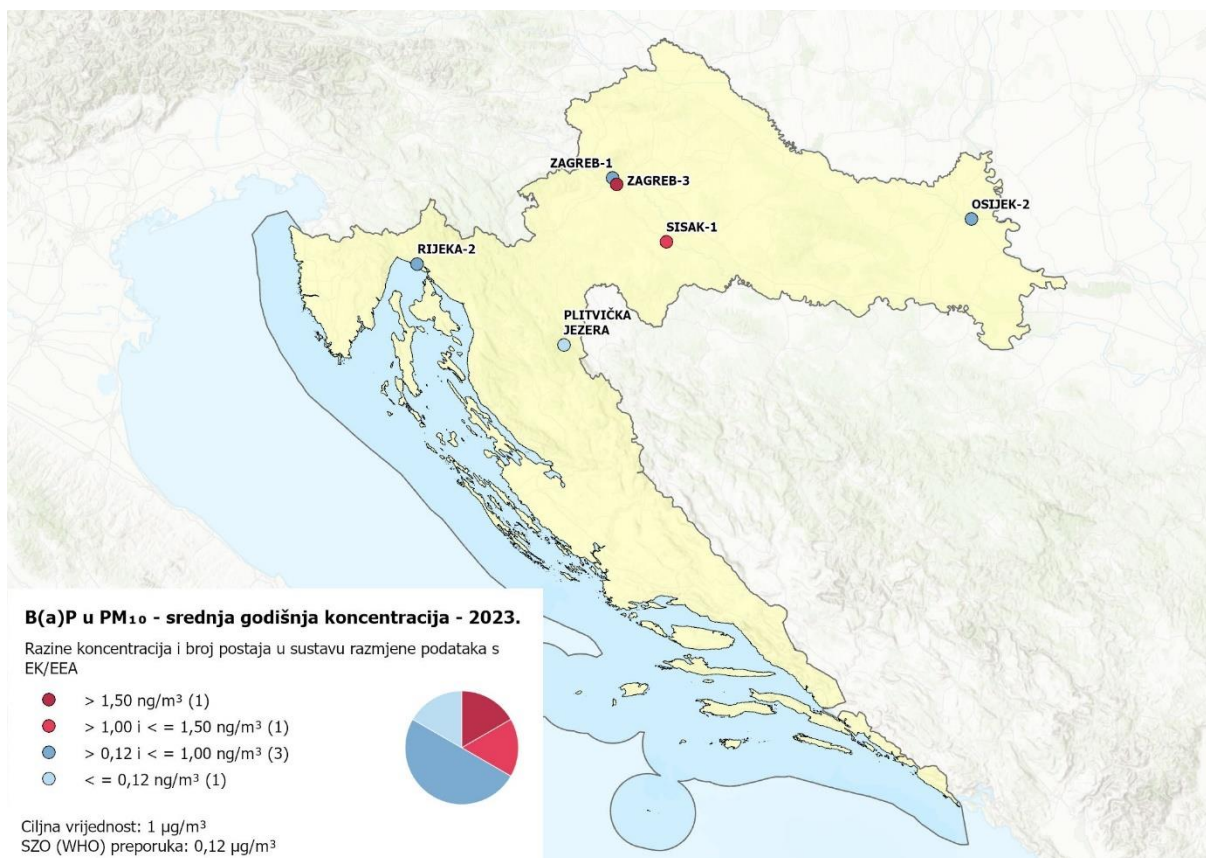 ZAGREB-1
ZAGREB-3
OSIJEK-2
SISAK-1
RIJEKA-2
PLITVIČKA
JEZERA
B(a)P u PM₁₀ - srednja godišnja koncentracija - 2023.
Razine koncentracija i broj postaja u sustavu razmjene podataka s
EK/EEA
> 1,50 ng/m³ (1)
> 1,00 i < = 1,50 ng/m³ (1)
> 0,12 i < = 1,00 ng/m³ (3)
< = 0,12 ng/m³ (1)
Ciljna vrijednost: 1 µg/m³
SZO (WHO) preporuka: 0,12 µg/m³